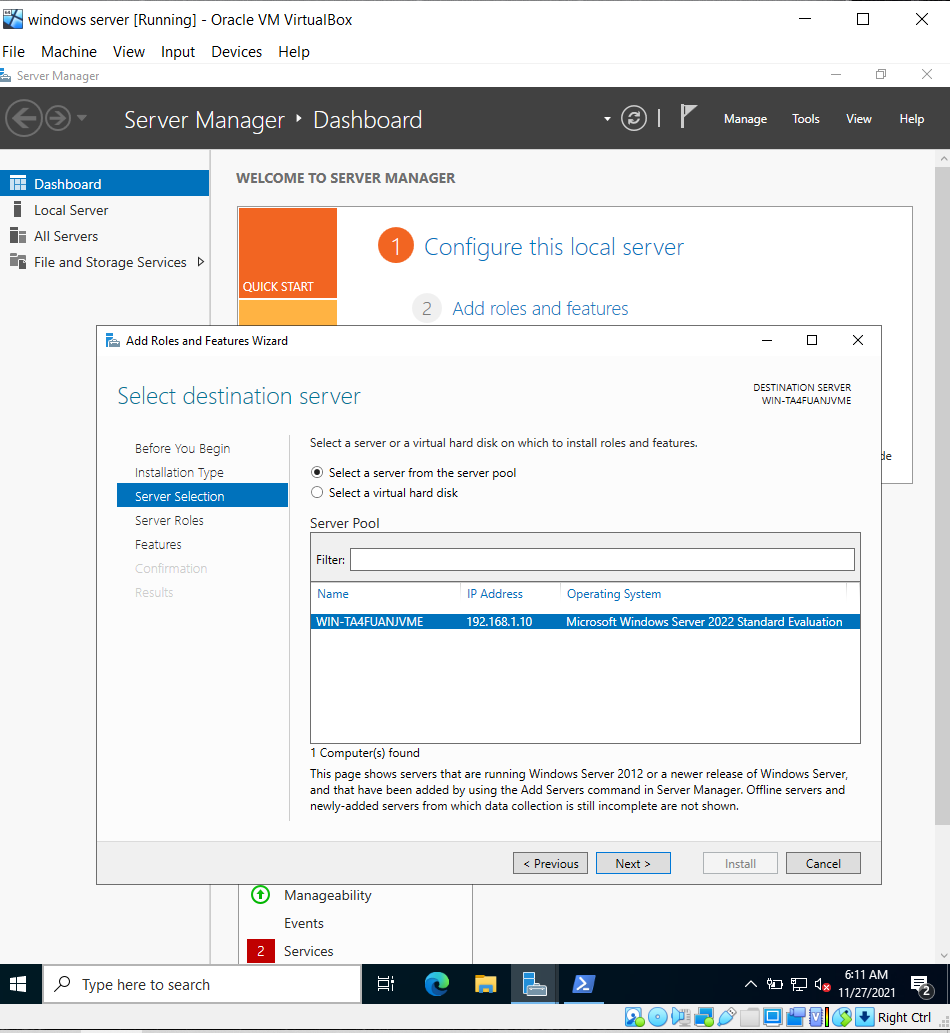 windows server [Running] - Oracle VM VirtualBox
File Machine View Input Devices Help
Server Manager
Server Manager Dashboard
Manage Tools View Help
Dashboard
Local Server
All Servers
File and Storage Services
WELCOME TO SERVER MANAGER
QUICK START
1 Configure this local server
2 Add roles and features
Add Roles and Features Wizard
Select destination server
DESTINATION SERVER
WIN-TA4FUANJVME
Before You Begin
Installation Type
Server Selection
Server Roles
Features
Confirmation
Results
Select a server or a virtual hard disk on which to install roles and features.
Select a server from the server pool
Select a virtual hard disk
Server Pool
Filter:
Name IP Address Operating System
WIN-TA4FUANJVME 192.168.1.10 Microsoft Windows Server 2022 Standard Evaluation
1 Computer(s) found
This page shows servers that are running Windows Server 2012 or a newer release of Windows Server,
and that have been added by using the Add Servers command in Server Manager. Offline servers and
newly-added servers from which data collection is still incomplete are not shown.
< Previous Next > Install Cancel
de
Manageability
Events
2 Services
Type here to search
6:11 AM
11/27/2021
2
Right Ctrl